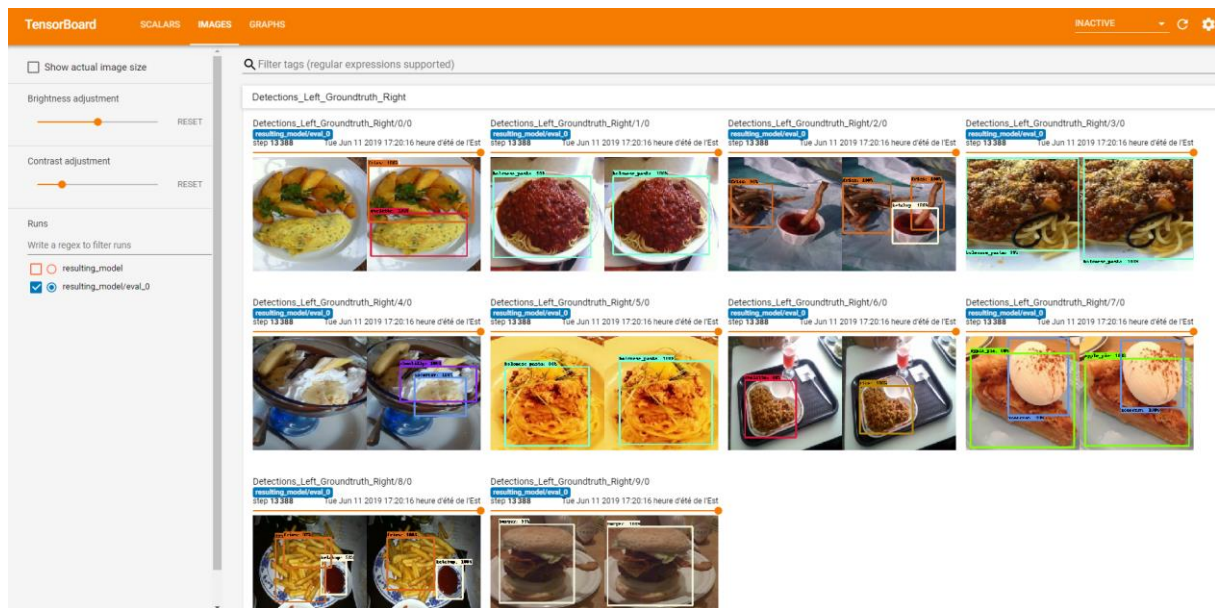 TensorBoard SCALARS IMAGES GRAPHS INACTIVE
Show actual image size
Brightness adjustment
RESET
Contrast adjustment
RESET
Runs
Write a regex to filter runs
resulting_model
resulting_model/eval_0
Filter tags (regular expressions supported)
Detections_Left_Groundtruth_Right
Detections_Left_Groundtruth_Right/0/0
resulting_model/eval_0
step 13 388 Tue Jun 11 2019 17:20:16 heure d'été de l'Est
Detections_Left_Groundtruth_Right/1/0
resulting_model/eval_0
step 13 388 Tue Jun 11 2019 17:20:16 heure d'été de l'Est
Detections_Left_Groundtruth_Right/2/0
resulting_model/eval_0
step 13 388 Tue Jun 11 2019 17:20:16 heure d'été de l'Est
Detections_Left_Groundtruth_Right/3/0
resulting_model/eval_0
step 13 388 Tue Jun 11 2019 17:20:16 heure d'été de l'Est
Detections_Left_Groundtruth_Right/4/0
resulting_model/eval_0
step 13 388 Tue Jun 11 2019 17:20:16 heure d'été de l'Est
Detections_Left_Groundtruth_Right/5/0
resulting_model/eval_0
step 13 388 Tue Jun 11 2019 17:20:16 heure d'été de l'Est
Detections_Left_Groundtruth_Right/6/0
resulting_model/eval_0
step 13 388 Tue Jun 11 2019 17:20:16 heure d'été de l'Est
Detections_Left_Groundtruth_Right/7/0
resulting_model/eval_0
step 13 388 Tue Jun 11 2019 17:20:16 heure d'été de l'Est
Detections_Left_Groundtruth_Right/8/0
resulting_model/eval_0
step 13 388 Tue Jun 11 2019 17:20:16 heure d'été de l'Est
Detections_Left_Groundtruth_Right/9/0
resulting_model/eval_0
step 13 388 Tue Jun 11 2019 17:20:16 heure d'été de l'Est